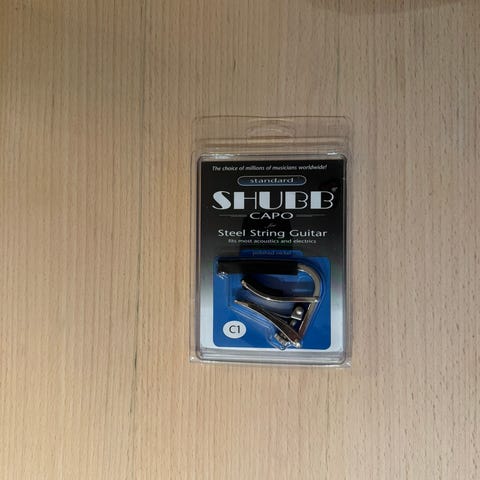 The choice of millions of musicians worldwide!
standard
SHUBB
CAPO
for
Steel String Guitar
fits most acoustics and electrics
polished nickel
C1